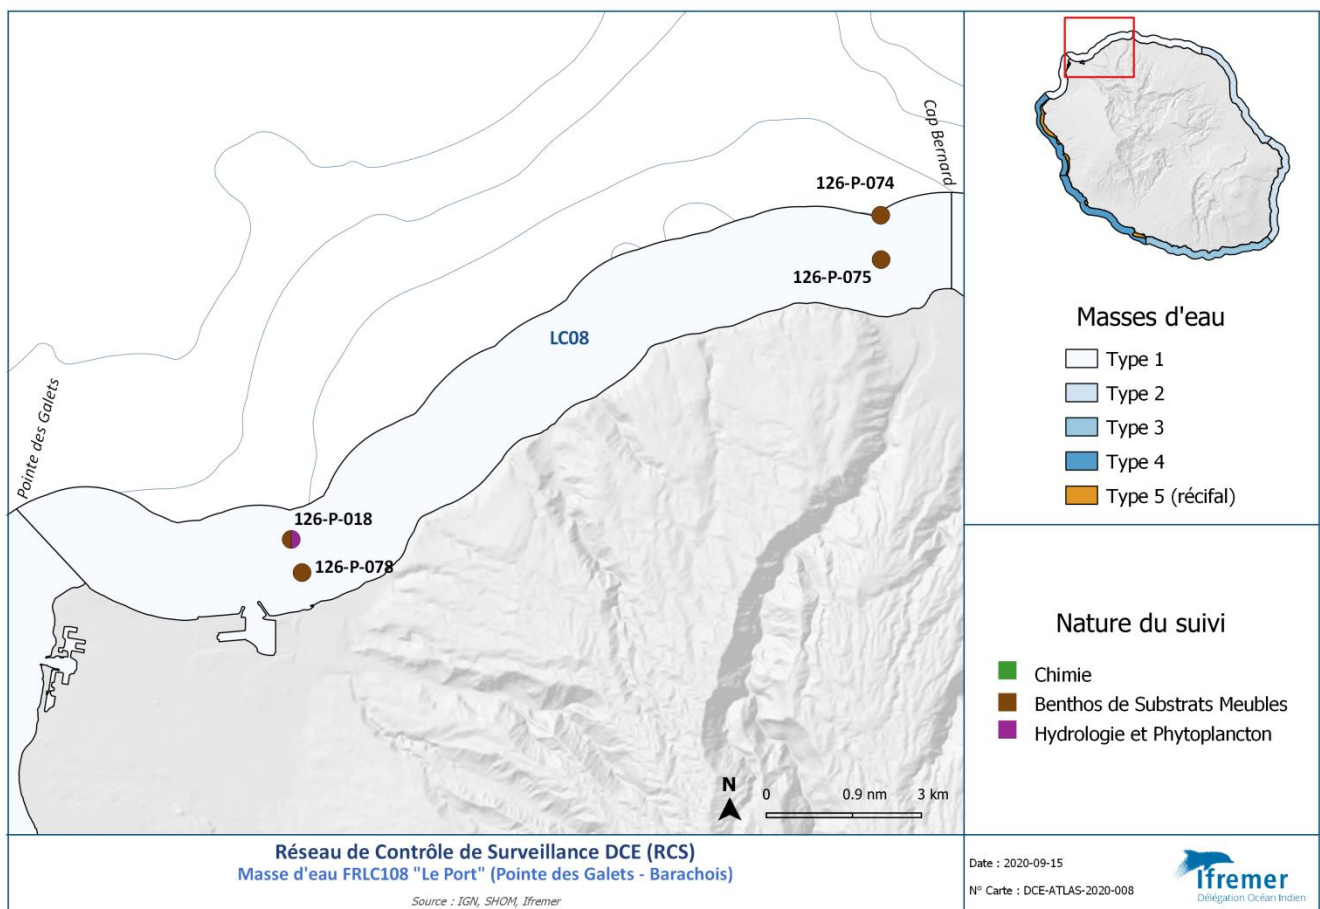 Cap Bernard
126-P-074
126-P-075
LC08
Pointe des Galets
126-P-018
126-P-078
N
0
0.9 nm
3 km
Masses d'eau
Type 1
Type 2
Type 3
Type 4
Type 5 (récifal)
Nature du suivi
Chimie
Benthos de Substrats Meubles
Hydrologie et Phytoplancton
Réseau de Contrôle de Surveillance DCE (RCS)
Masse d'eau FRLC108 "Le Port" (Pointe des Galets - Barachois)
Source : IGN, SHOM, Ifremer
Date : 2020-09-15
N° Carte : DCE-ATLAS-2020-008
Ifremer
Délégation Océan Indien